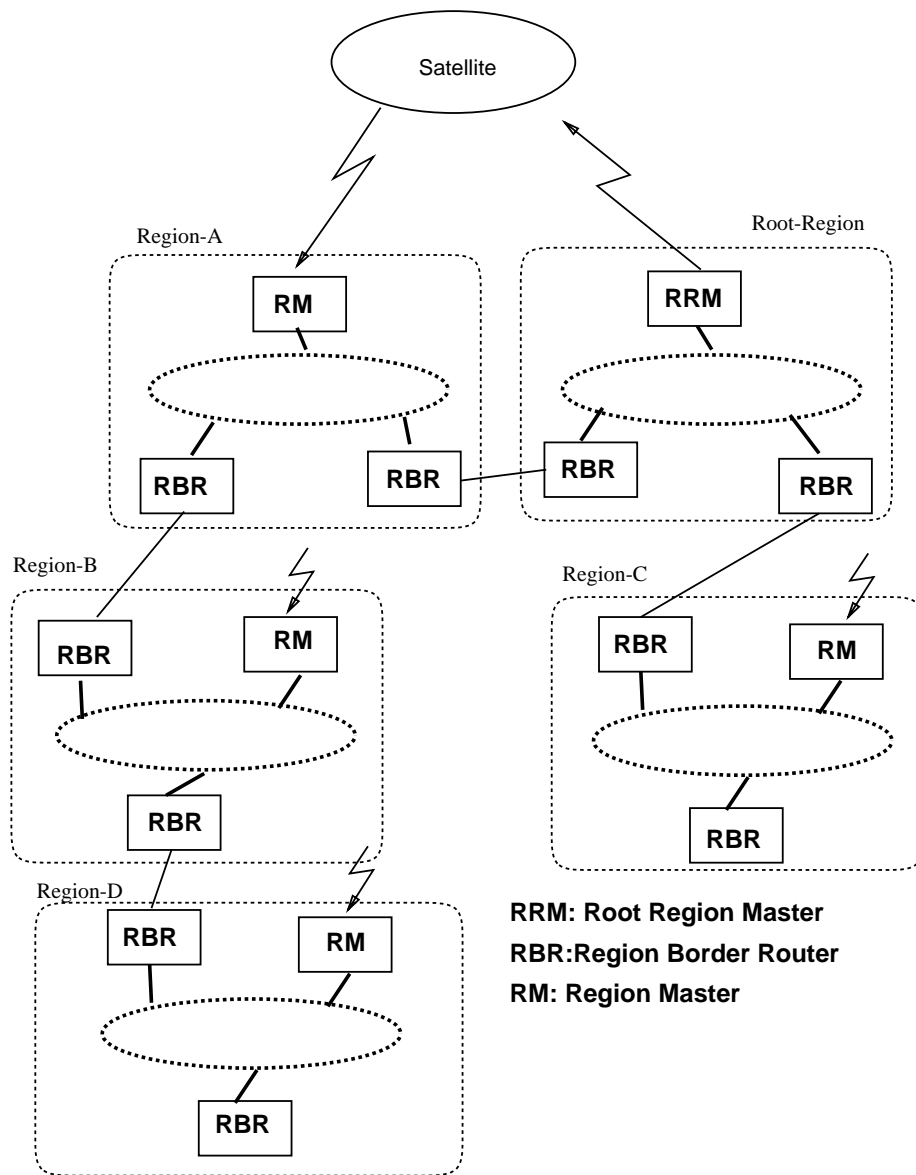 Satellite
Region-A
Root-Region
RM
RRM
RBR
RBR
RBR
RBR
Region-B
Region-C
RBR
RM
RBR
RM
RBR
RBR
Region-D
RBR
RM
RBR
RRM: Root Region Master
RBR:Region Border Router
RM: Region Master